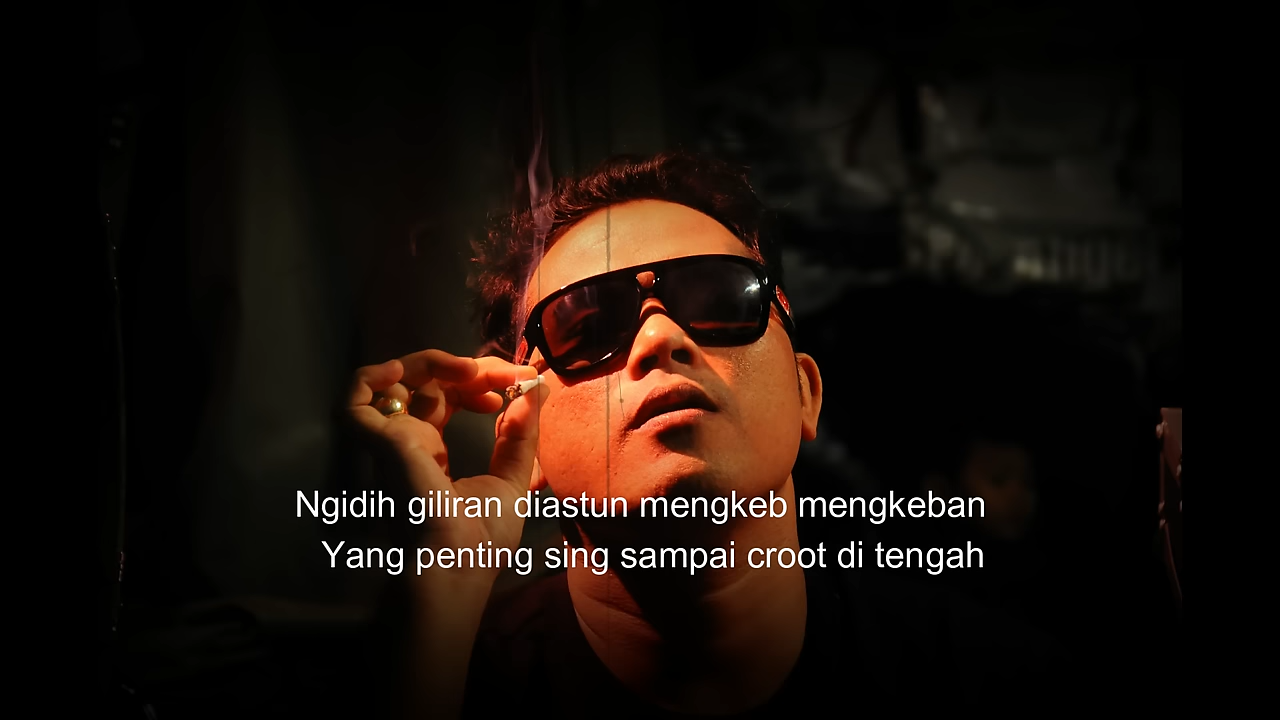 Ngidih giliran diastun mengkeb mengkeban
Yang penting sing sampai croot di tengah